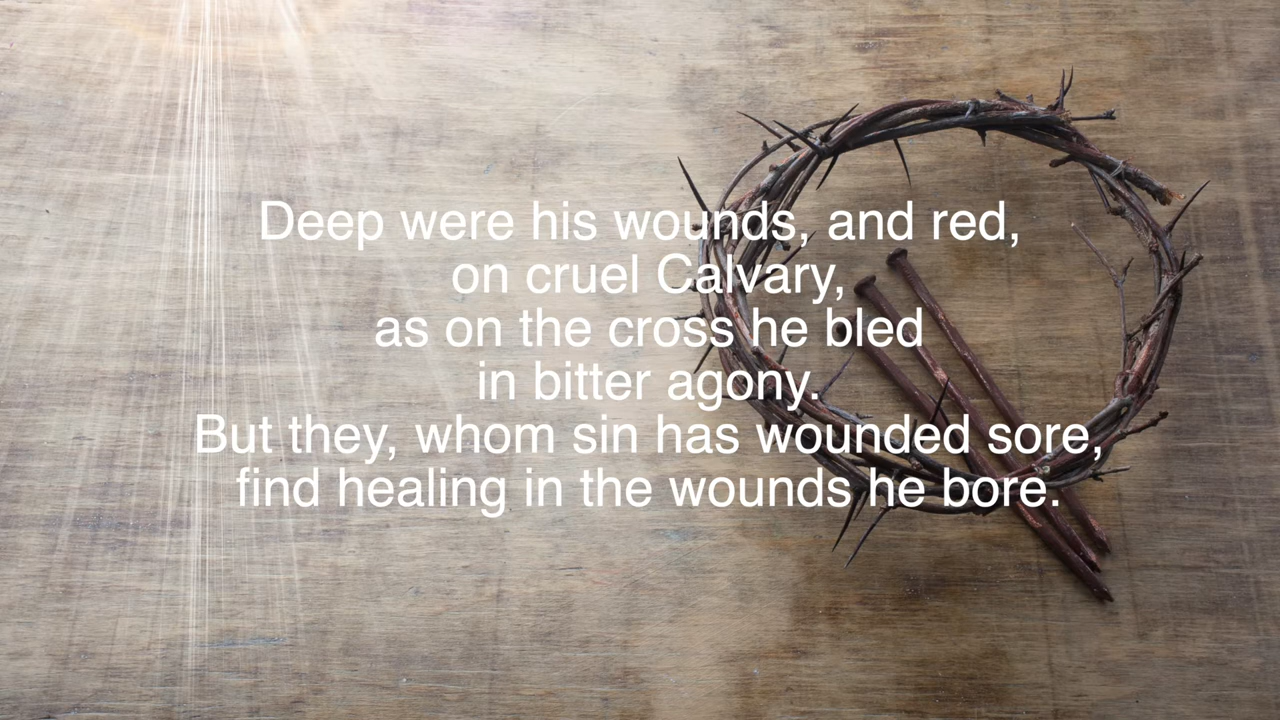 Deep were his wounds, and red,
on cruel Calvary,
as on the cross he bled
in bitter agony.
But they, whom sin has wounded sore,
find healing in the wounds he bore.